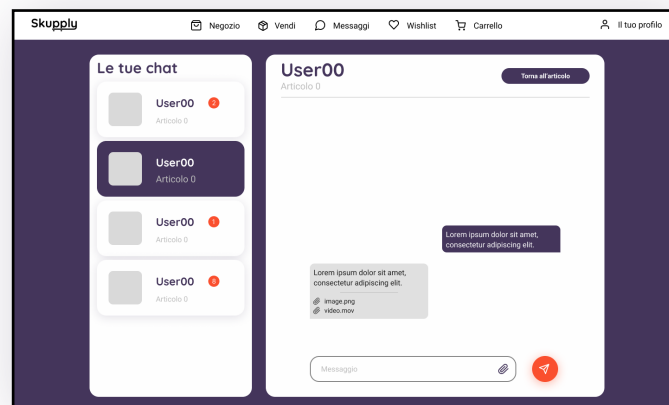 Skupply
Negozio
Vendi
Messaggi
Wishlist
Carrello
Il tuo profilo
Le tue chat
User00
2
Articolo 0
User00
Articolo 0
User00
1
Articolo 0
User00
8
Articolo 0
User00
Articolo 0
Torna all'articolo
Lorem ipsum dolor sit amet,
consectetur adipiscing elit.
Lorem ipsum dolor sit amet,
consectetur adipiscing elit.
image.png
video.mov
Messaggio